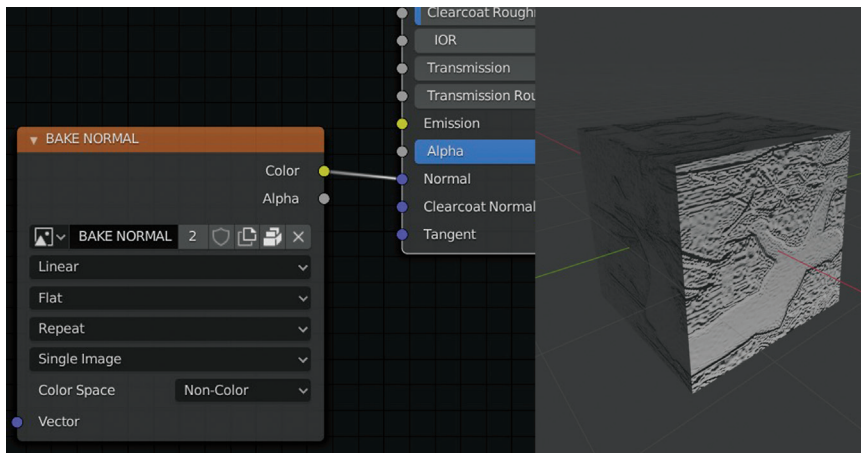 Clearcoat Rough
IOR
Transmission
Transmission Rou
Emission
Alpha
Normal
Clearcoat Normal
Tangent
BAKE NORMAL
Color
Alpha
BAKE NORMAL 2
Linear
Flat
Repeat
Single Image
Color Space Non-Color
Vector